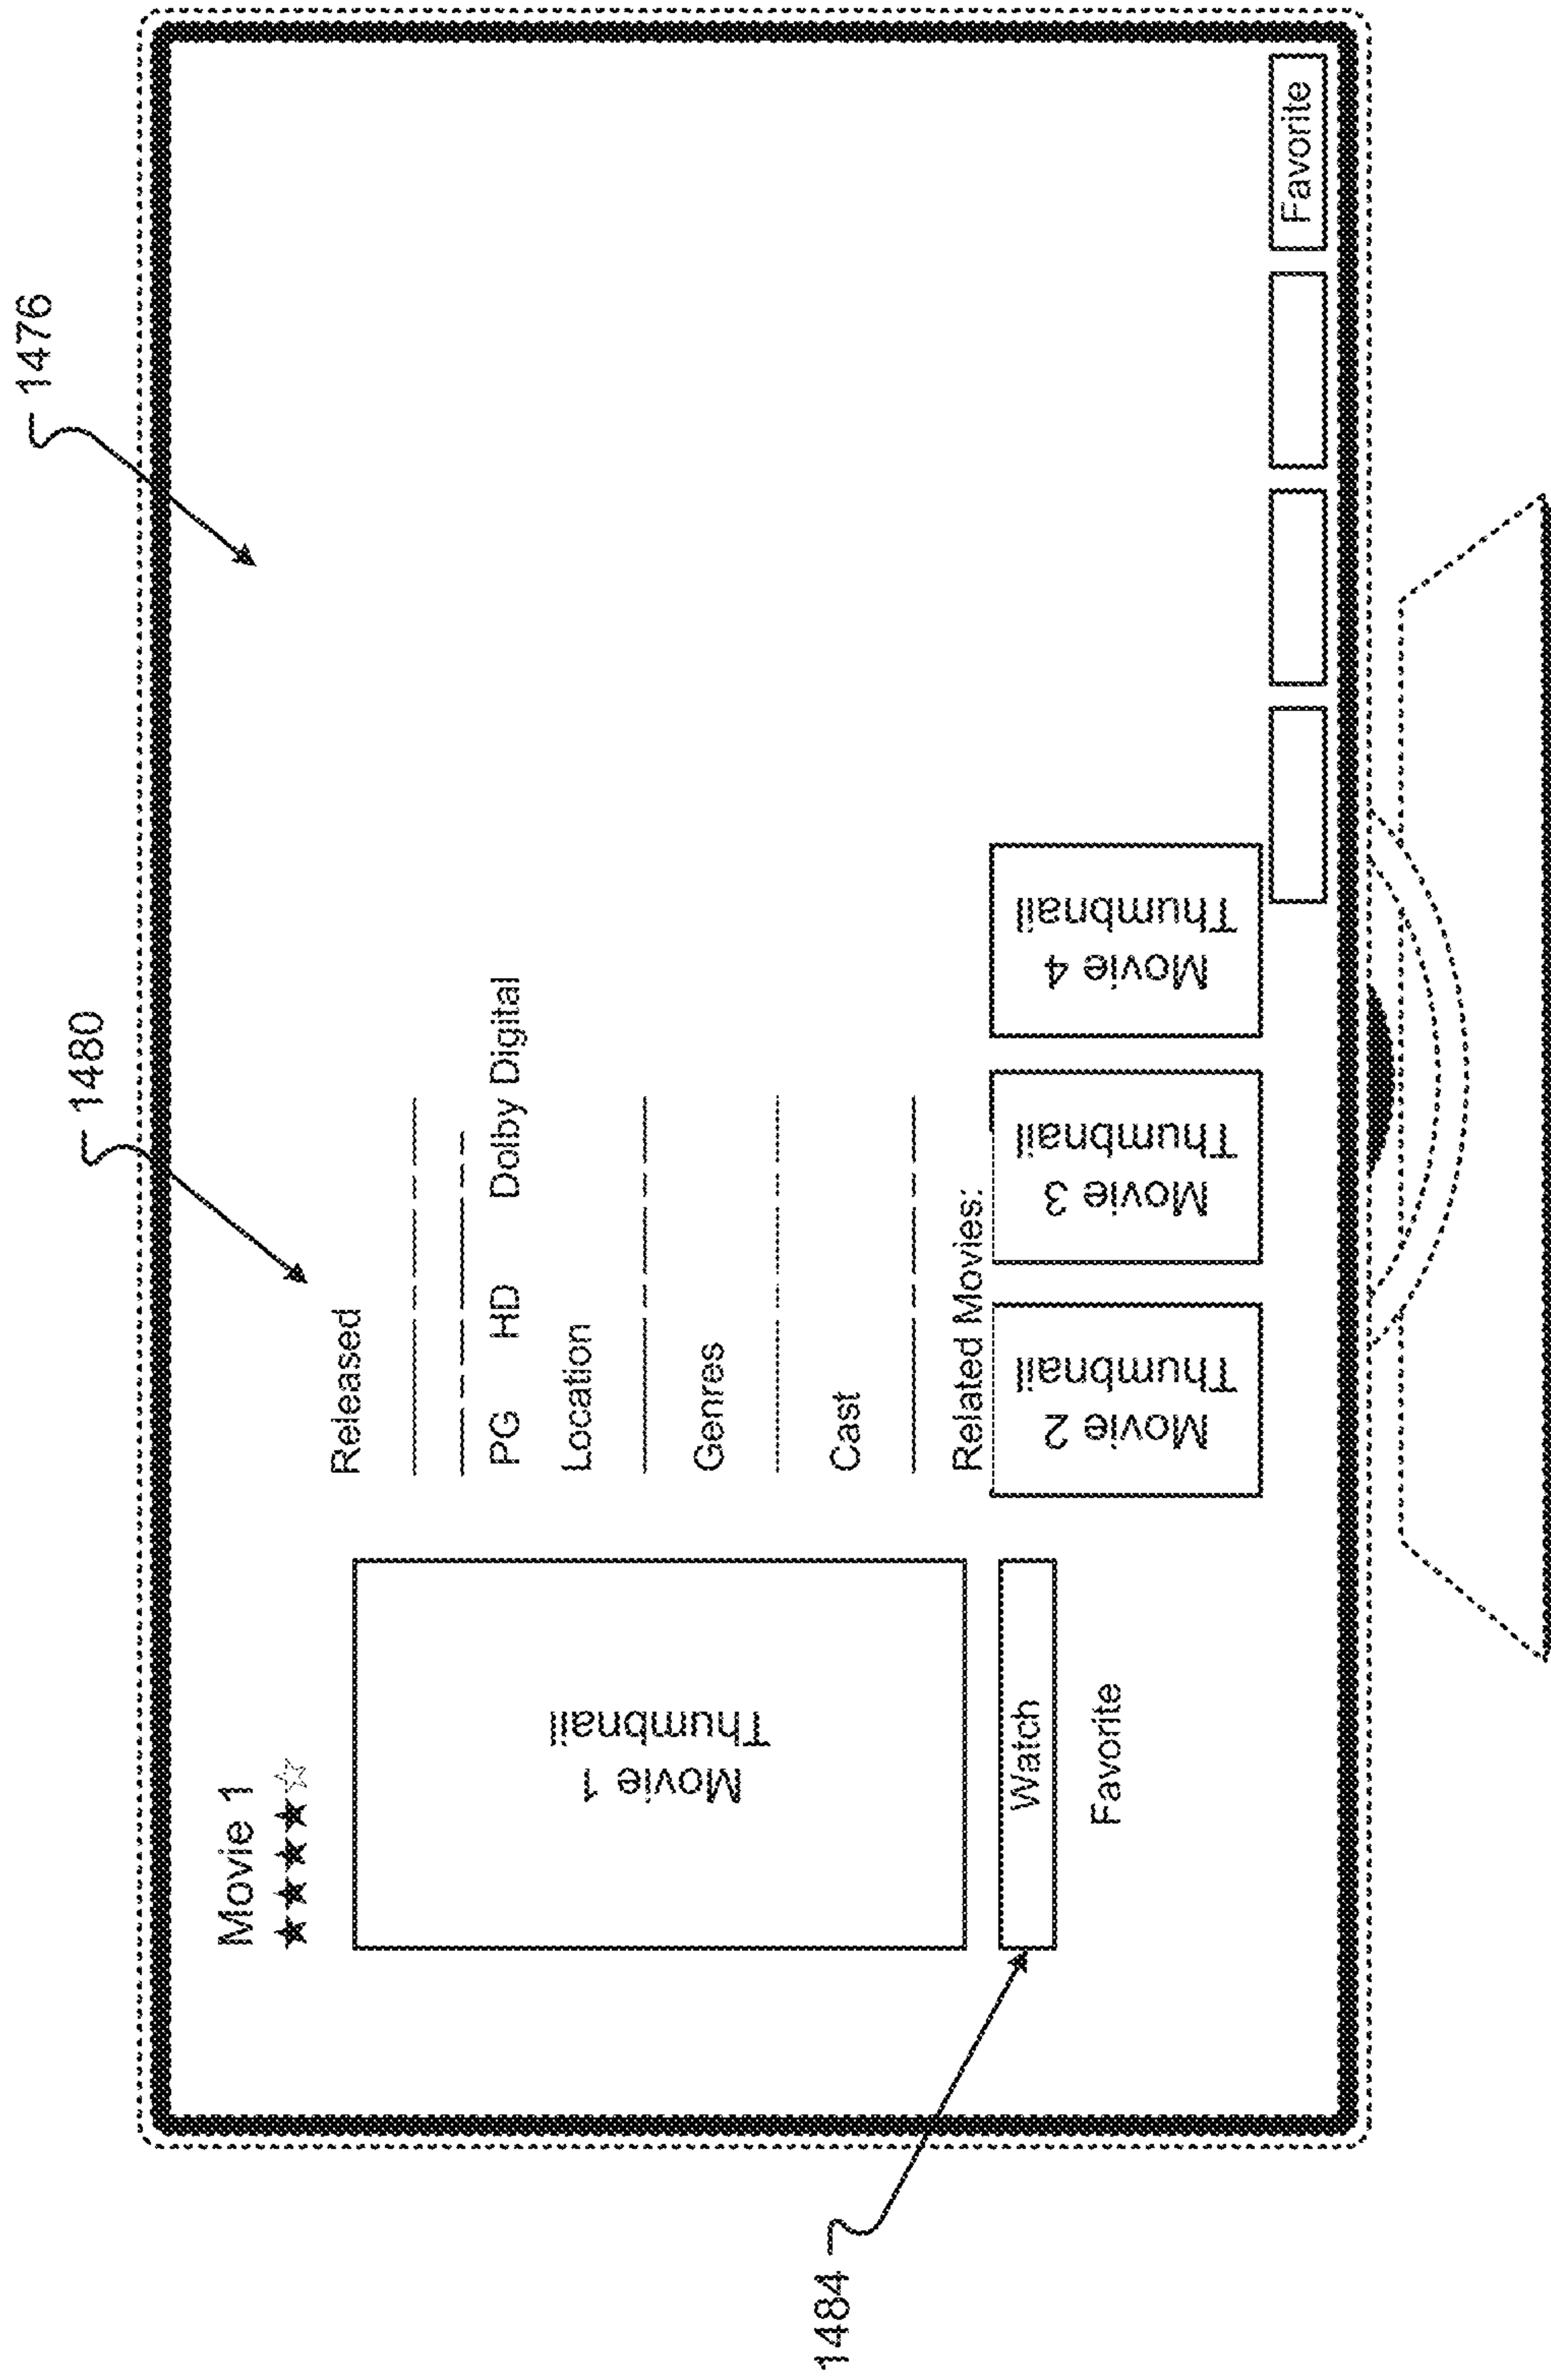 1476
1480
Movie 1
Released
PG HD Dolby Digital
Location
Genres
Cast
Related Movies:
Movie 1
Thumbnail
Movie 2
Thumbnail
Movie 3
Thumbnail
Movie 4
Thumbnail
1484
Watch
Favorite
Favorite